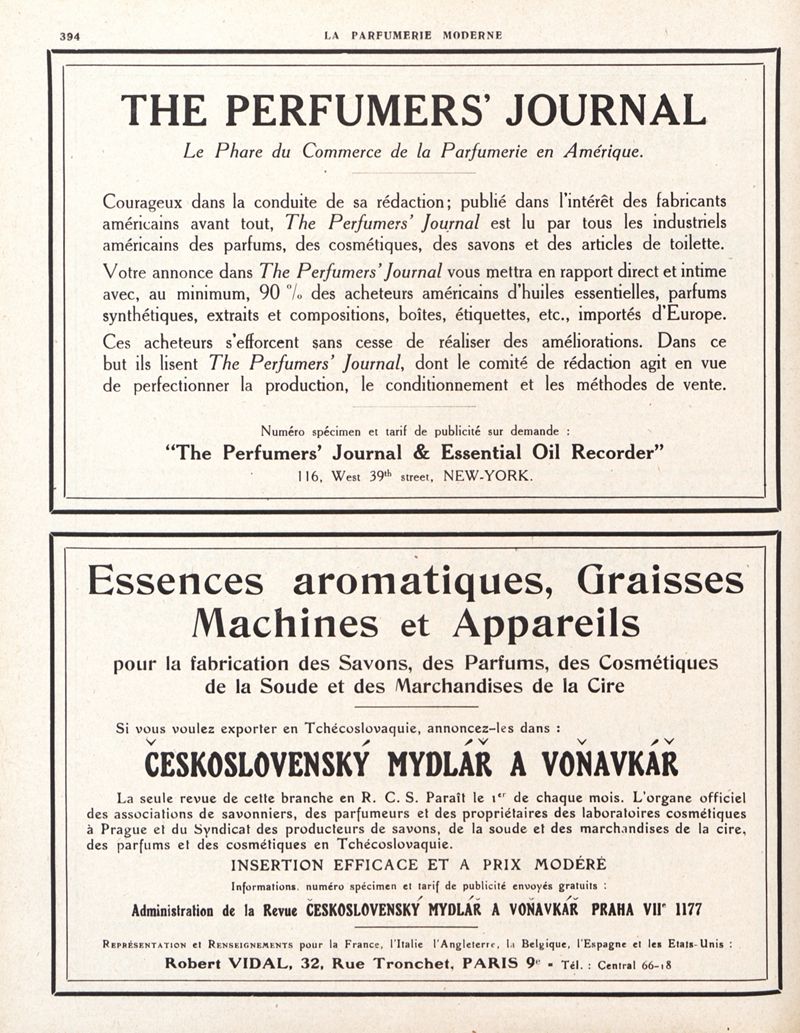 394
LA PARFUMERIE MODERNE
THE PERFUMERS' JOURNAL
Le Phare du Commerce de la Parfumerie en Amérique.
Courageux dans la conduite de sa rédaction; publié dans l'intérêt des fabricants
américains avant tout, The Perfumers' Journal est lu par tous les industriels
américains des parfums, des cosmétiques, des savons et des articles de toilette.
Votre annonce dans The Perfumers' Journal vous mettra en rapport direct et intime
avec, au minimum, 90 % des acheteurs américains d'huiles essentielles, parfums
synthétiques, extraits et compositions, boîtes, étiquettes, etc., importés d'Europe.
Ces acheteurs s'efforcent sans cesse de réaliser des améliorations. Dans ce
but ils lisent The Perfumers' Journal, dont le comité de rédaction agit en vue
de perfectionner la production, le conditionnement et les méthodes de vente.
Numéro spécimen et tarif de publicité sur demande :
"The Perfumers' Journal & Essential Oil Recorder"
116, West 39th street, NEW-YORK.
Essences aromatiques, Graisses
Machines et Appareils
pour la fabrication des Savons, des Parfums, des Cosmétiques
de la Soude et des Marchandises de la Cire
Si vous voulez exporter en Tchécoslovaquie, annoncez-les dans :
ČESKOSLOVENSKÝ MYDLÁŘ A VOŇAVKÁŘ
La seule revue de cette branche en R. C. S. Paraît le 1er de chaque mois. L'organe officiel
des associations de savonniers, des parfumeurs et des propriétaires des laboratoires cosmétiques
à Prague et du Syndicat des producteurs de savons, de la soude et des marchandises de la cire,
des parfums et des cosmétiques en Tchécoslovaquie.
INSERTION EFFICACE ET A PRIX MODÉRÉ
Informations, numéro spécimen et tarif de publicité envoyés gratuits :
Administration de la Revue ČESKOSLOVENSKÝ MYDLÁŘ A VOŇAVKÁŘ PRAHA VIIe 1177
REPRÉSENTATION et RENSEIGNEMENTS pour la France, l'Italie l'Angleterre, la Belgique, l'Espagne et les Etats-Unis :
Robert VIDAL, 32, Rue Tronchet, PARIS 9e - Tél. : Central 66-18